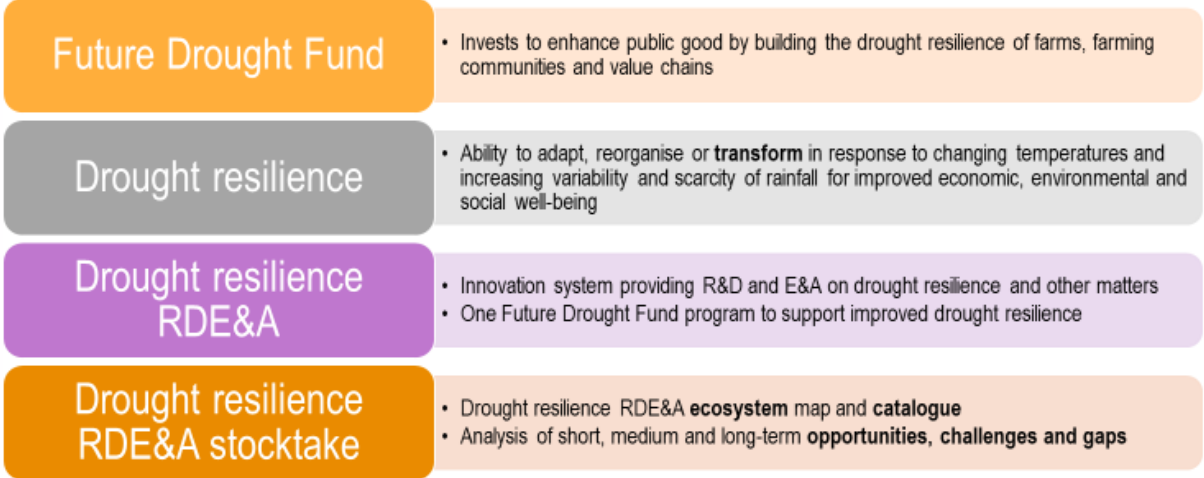 Future Drought Fund
• Invests to enhance public good by building the drought resilience of farms, farming
communities and value chains
Drought resilience
• Ability to adapt, reorganise or transform in response to changing temperatures and
increasing variability and scarcity of rainfall for improved economic, environmental and
social well-being
Drought resilience
RDE&A
• Innovation system providing R&D and E&A on drought resilience and other matters
• One Future Drought Fund program to support improved drought resilience
Drought resilience
RDE&A stocktake
• Drought resilience RDE&A ecosystem map and catalogue
• Analysis of short, medium and long-term opportunities, challenges and gaps